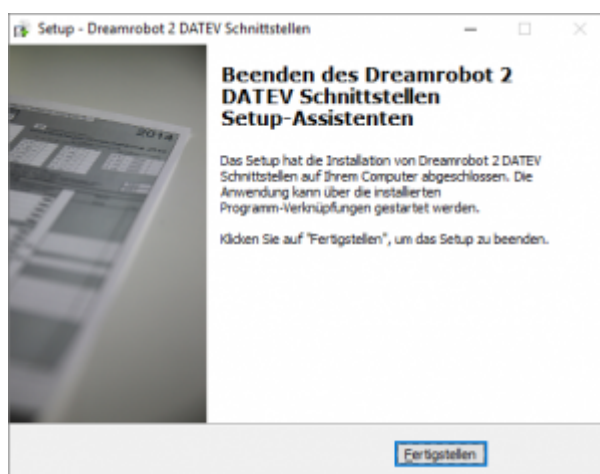 Setup - Dreamrobot 2 DATEV Schnittstellen
2014
Beenden des Dreamrobot 2
DATEV Schnittstellen
Setup-Assistenten
Das Setup hat die Installation von Dreamrobot 2 DATEV
Schnittstellen auf Ihrem Computer abgeschlossen. Die
Anwendung kann über die installierten
Programm-Verknüpfungen gestartet werden.
Klicken Sie auf "Fertigstellen", um das Setup zu beenden.
Fertigstellen